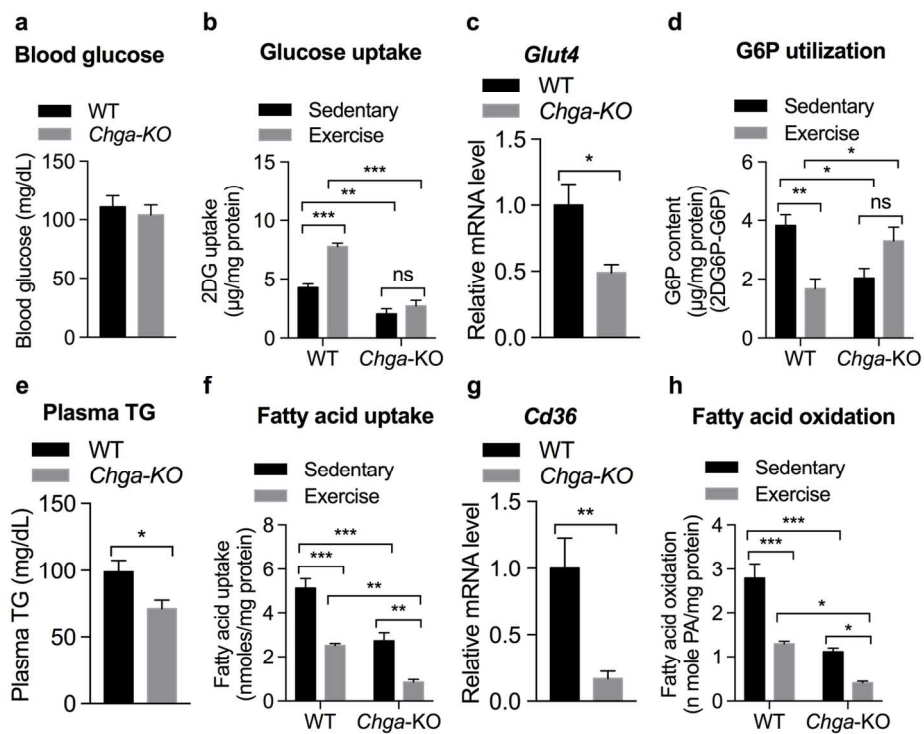 a
Blood glucose
WT
Chga-KO
Blood glucose (mg/dL)
150
100
50
0
b
Glucose uptake
Sedentary
Exercise
2DG uptake
(µg/mg protein)
15
10
5
0
***
**
***
ns
WT
Chga-KO
c
Glut4
WT
Chga-KO
Relative mRNA level
1.5
1.0
0.5
0.0
*
d
G6P utilization
Sedentary
Exercise
G6P content
(µg/mg protein)
(2DG6P-G6P)
6
4
2
0
*
*
**
ns
WT
Chga-KO
e
Plasma TG
WT
Chga-KO
Plasma TG (mg/dL)
150
100
50
0
*
f
Fatty acid uptake
Sedentary
Exercise
Fatty acid uptake
(nmoles/mg protein)
8
6
4
2
0
***
***
**
**
WT
Chga-KO
g
Cd36
WT
Chga-KO
Relative mRNA level
1.5
1.0
0.5
0.0
**
h
Fatty acid oxidation
Sedentary
Exercise
Fatty acid oxidation
(n mole PA/mg protein)
4
3
2
1
0
***
***
*
*
WT
Chga-KO